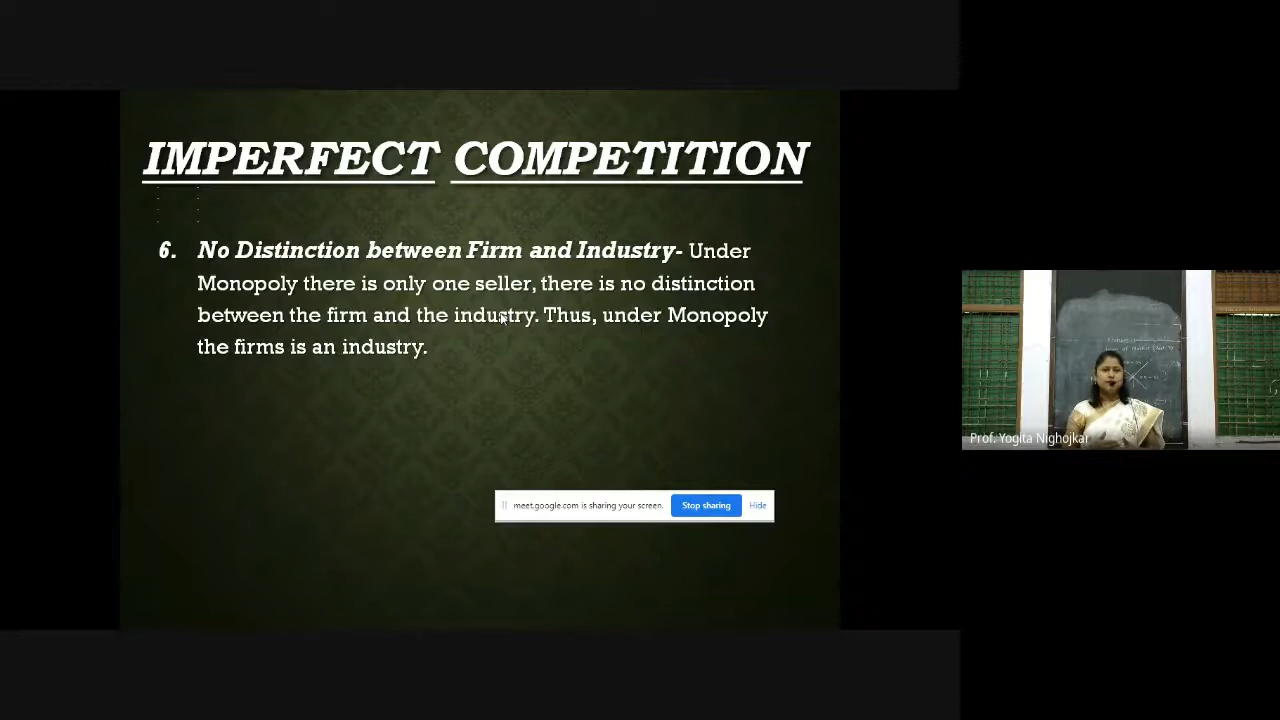 IMPERFECT COMPETITION
6. No Distinction between Firm and Industry- Under
Monopoly there is only one seller, there is no distinction
between the firm and the industry. Thus, under Monopoly
the firms is an industry.
meet.google.com is sharing your screen. Stop sharing Hide
Prof. Yogita Nighojkar